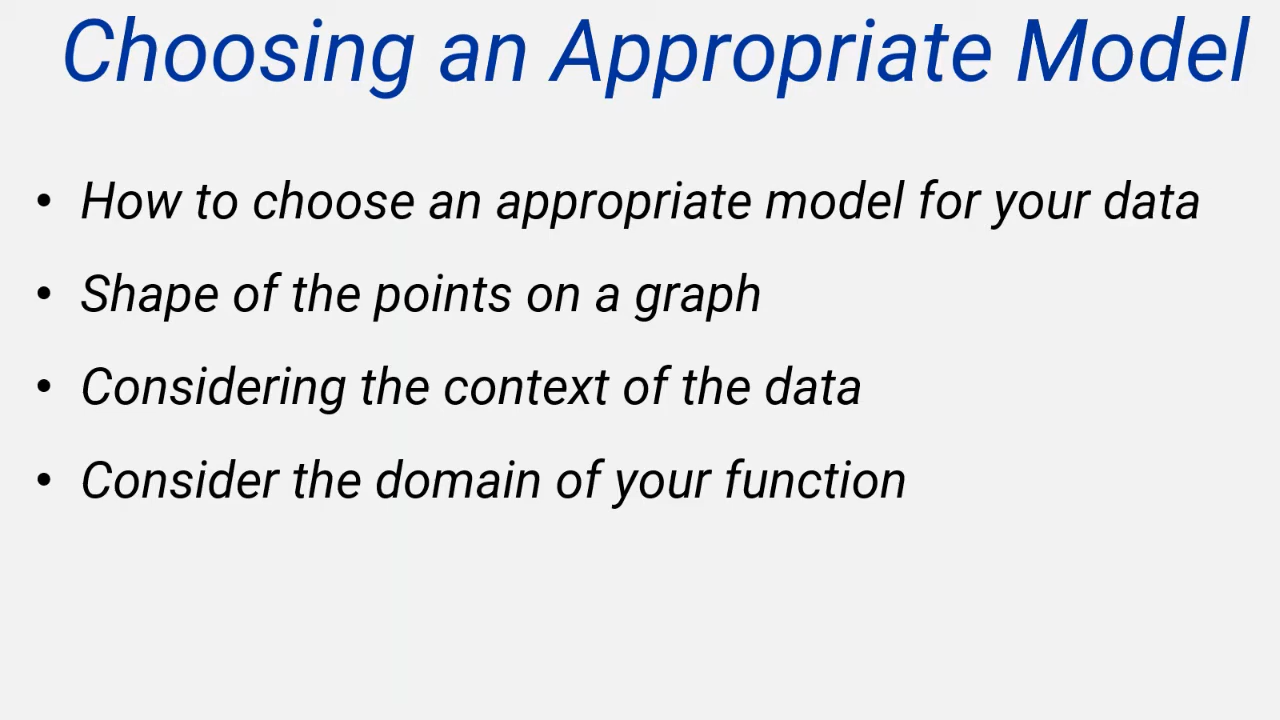 Choosing an Appropriate Model
• How to choose an appropriate model for your data
• Shape of the points on a graph
• Considering the context of the data
• Consider the domain of your function